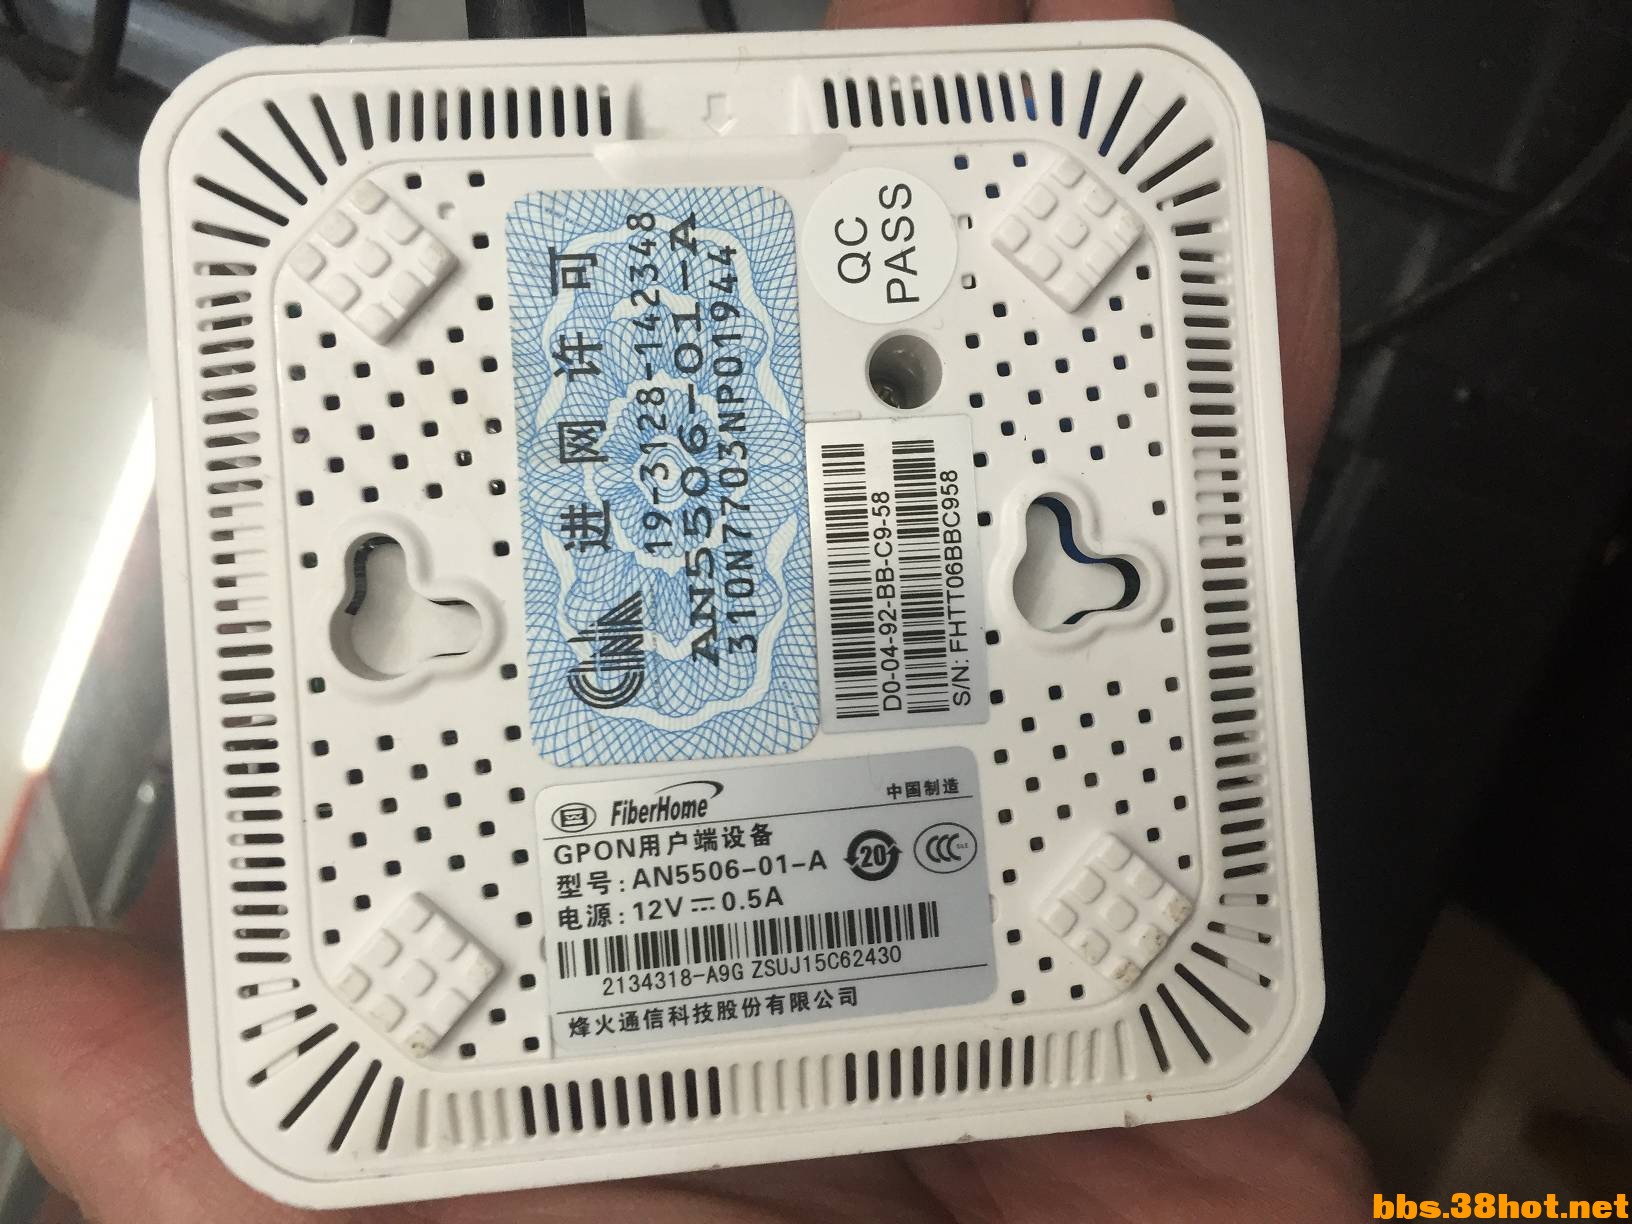 进网许可
19-3128-142348
AN5506-01-A
310N7703NP01944
CNA
QC
PASS
D0-04-92-BB-C9-58
S/N: FHTT06BBC958
FiberHome
中国制造
GPON用户端设备
型号: AN5506-01-A
20
电源: 12V 0.5A
2134318-A9G ZSUJ15C62430
烽火通信科技股份有限公司
bbs.38hot.net